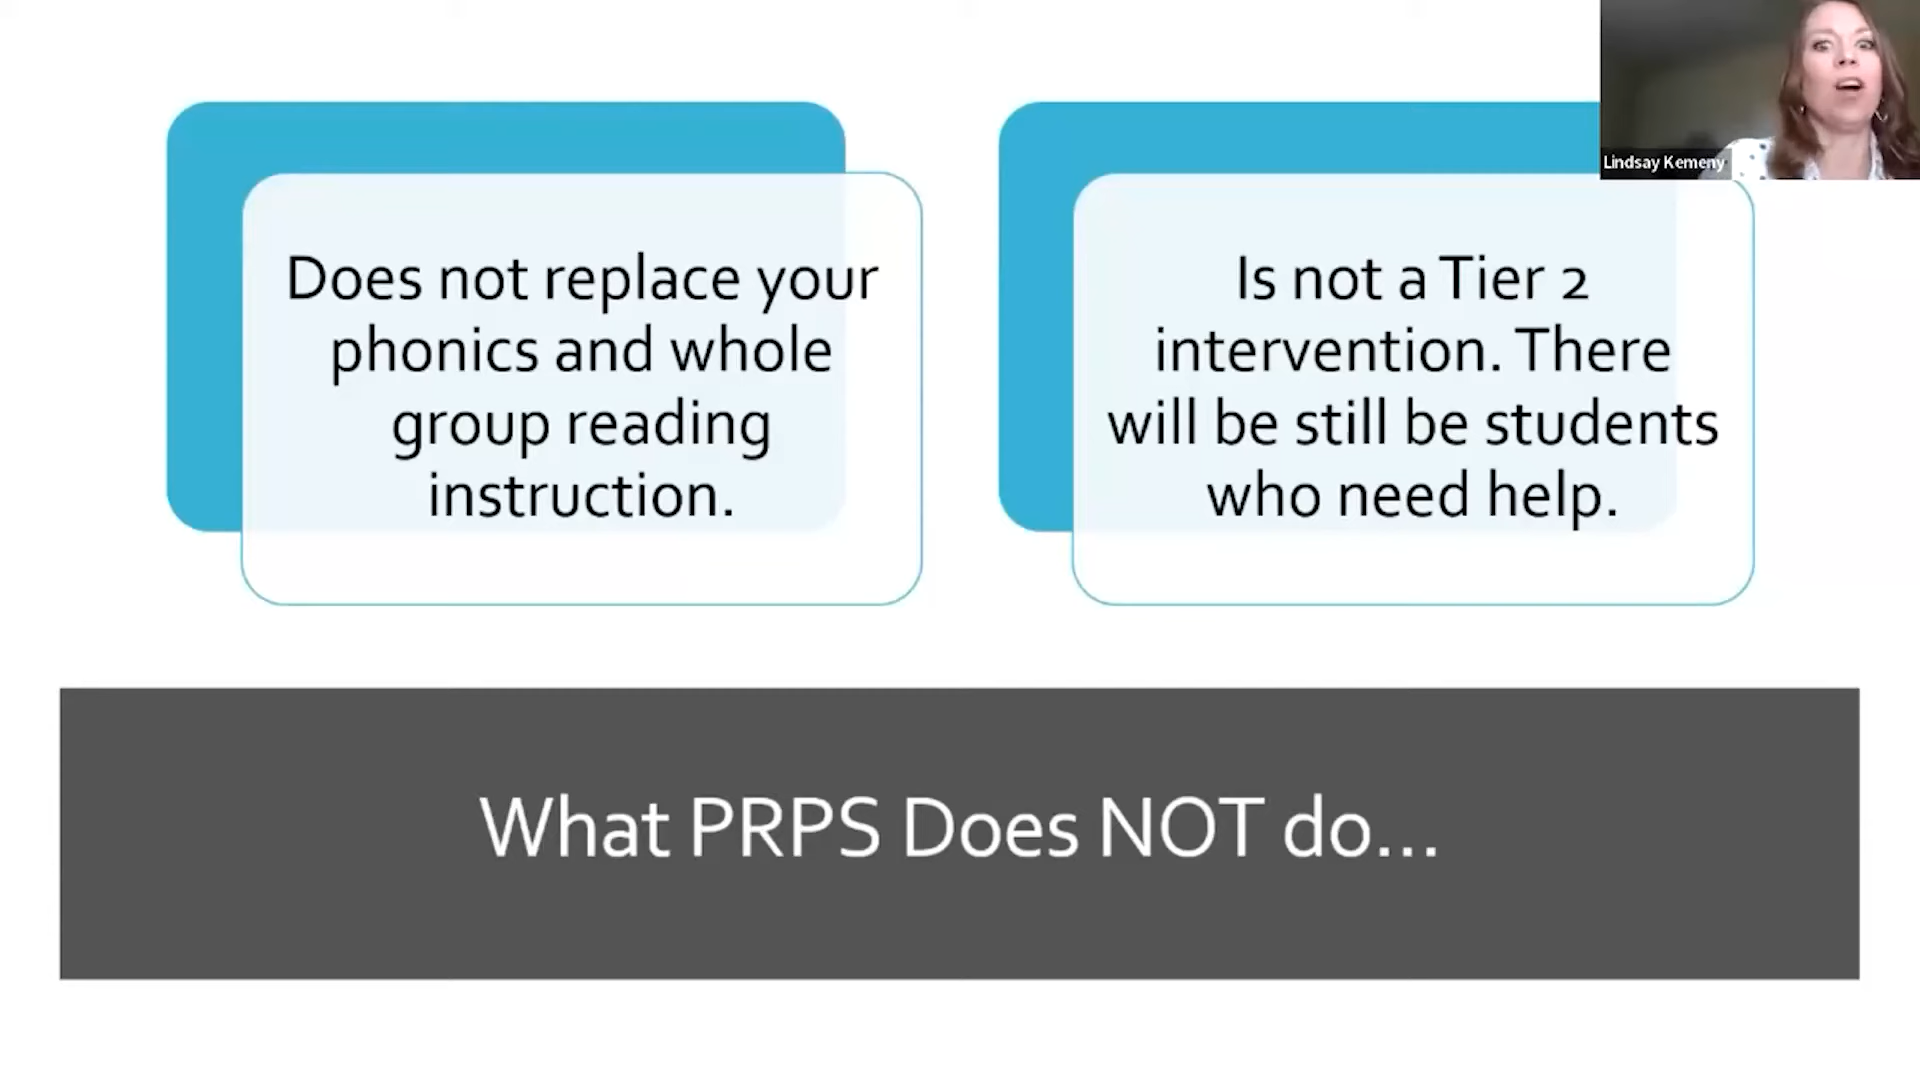 Lindsay Kemeny
Does not replace your
phonics and whole
group reading
instruction.
Is not a Tier 2
intervention. There
will be still be students
who need help.
What PRPS Does NOT do...